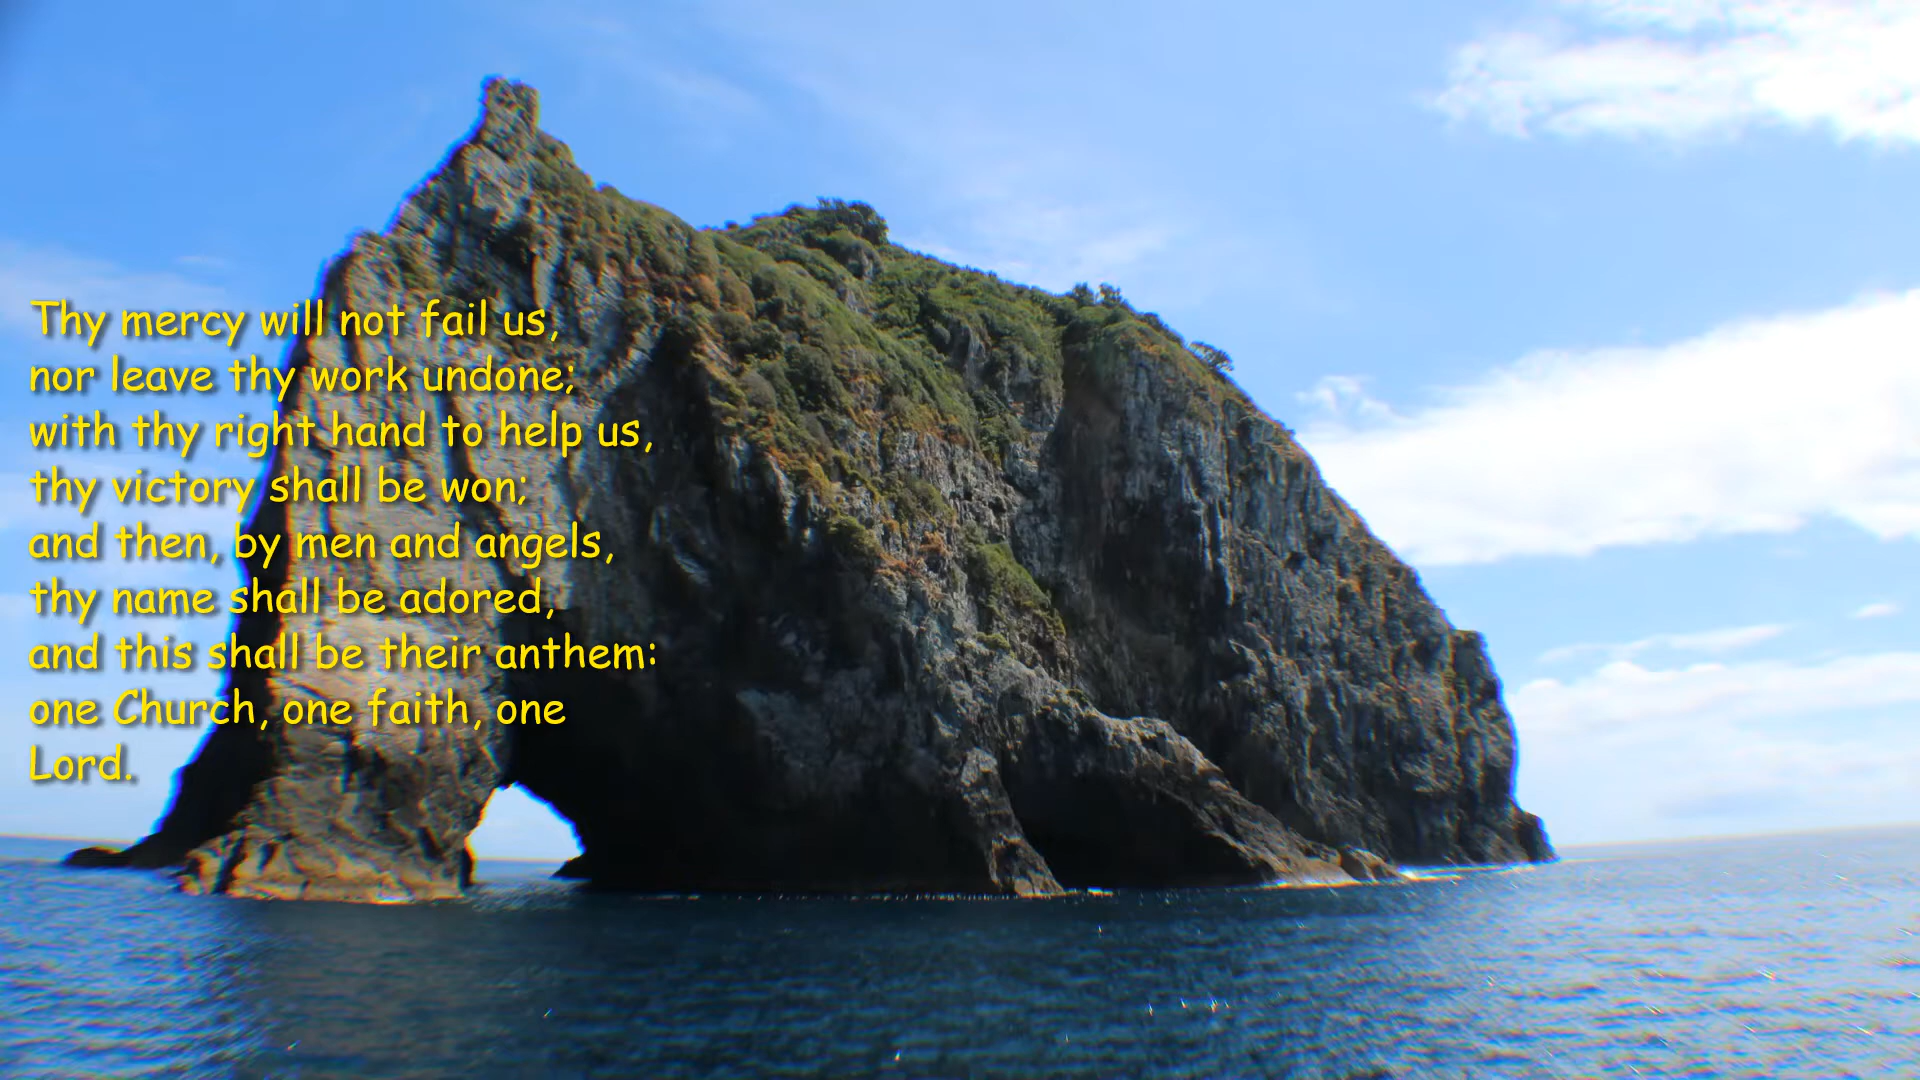 Thy mercy will not fail us,
nor leave thy work undone;
with thy right hand to help us,
thy victory shall be won;
and then, by men and angels,
thy name shall be adored,
and this shall be their anthem:
one Church, one faith, one
Lord.